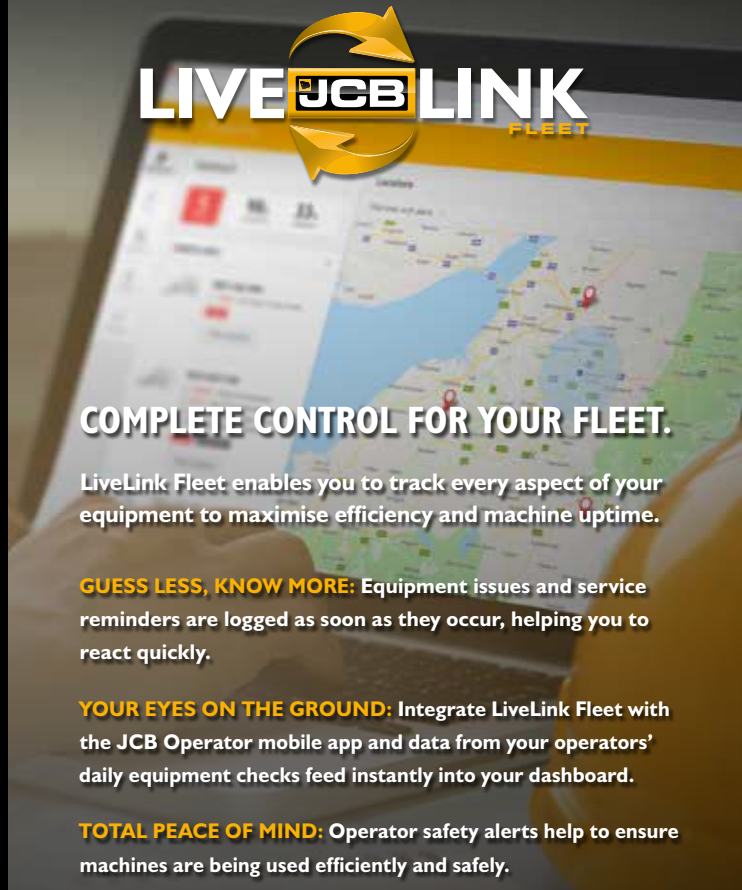 LIVE JCB LINK
FLEET
COMPLETE CONTROL FOR YOUR FLEET.
LiveLink Fleet enables you to track every aspect of your
equipment to maximise efficiency and machine uptime.
GUESS LESS, KNOW MORE: Equipment issues and service
reminders are logged as soon as they occur, helping you to
react quickly.
YOUR EYES ON THE GROUND: Integrate LiveLink Fleet with
the JCB Operator mobile app and data from your operators’
daily equipment checks feed instantly into your dashboard.
TOTAL PEACE OF MIND: Operator safety alerts help to ensure
machines are being used efficiently and safely.